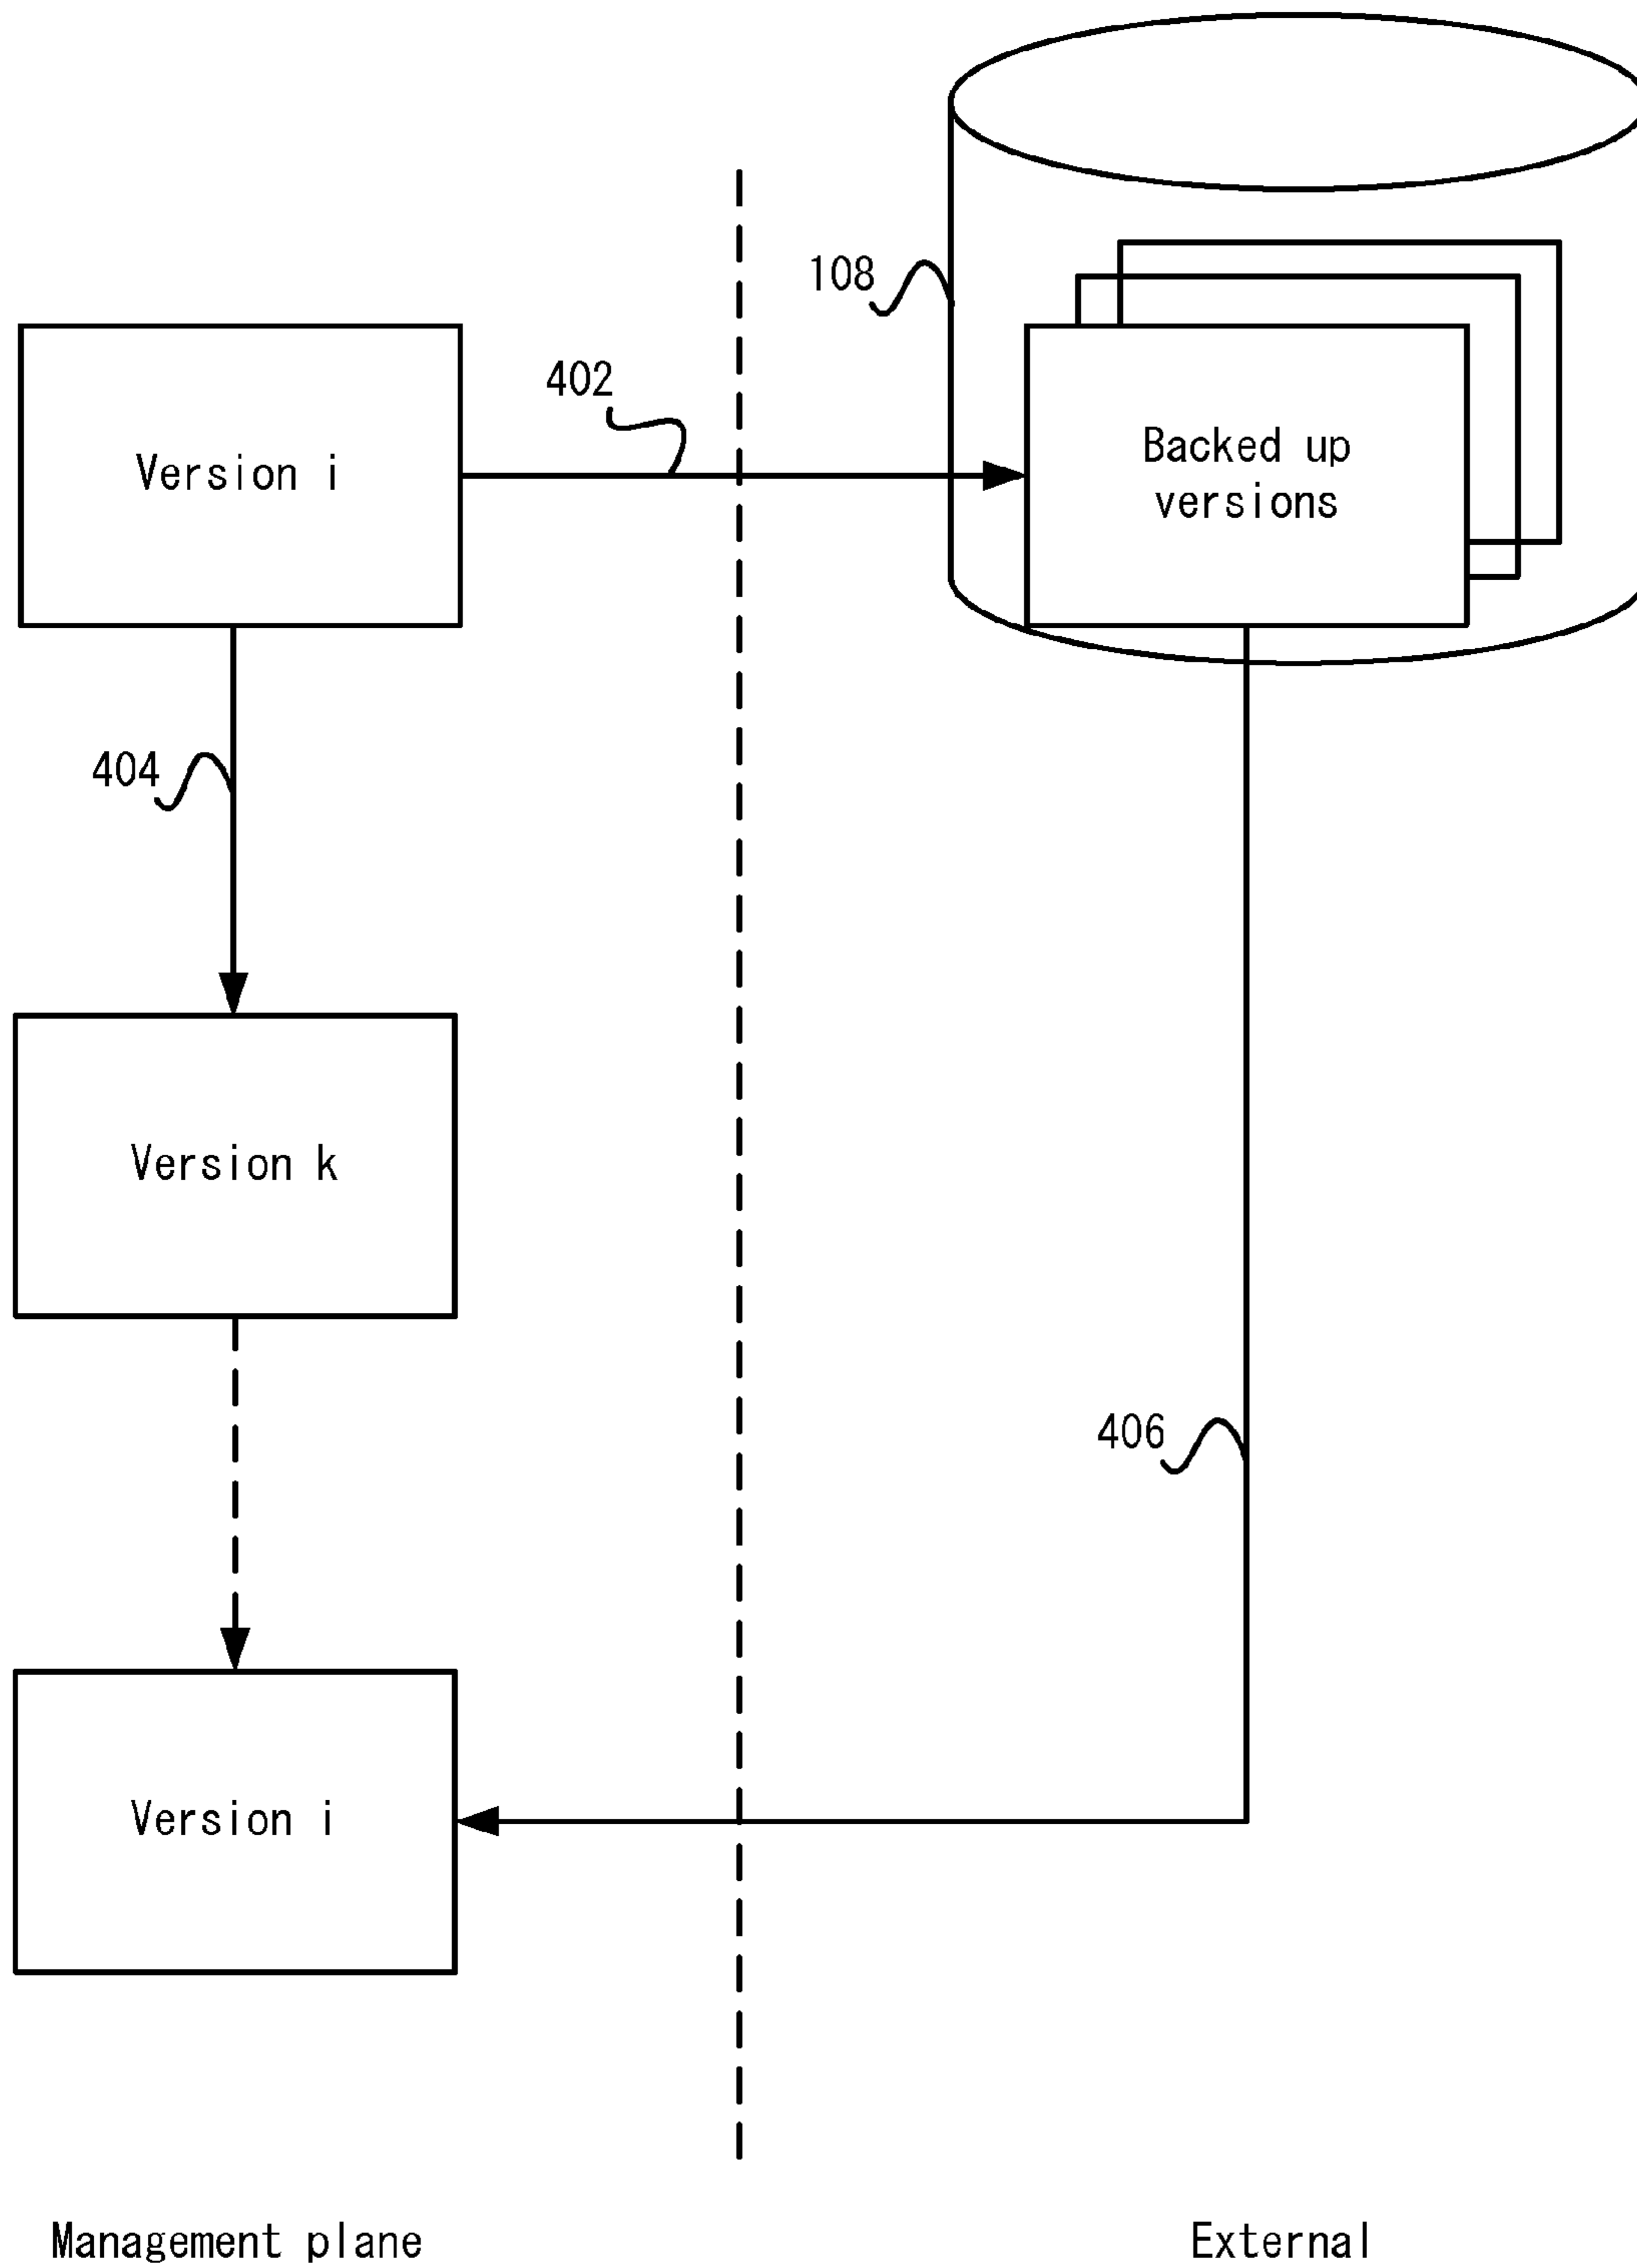 108
402
Version i
Backed up
versions
404
Version k
406
Version i
Management plane
External